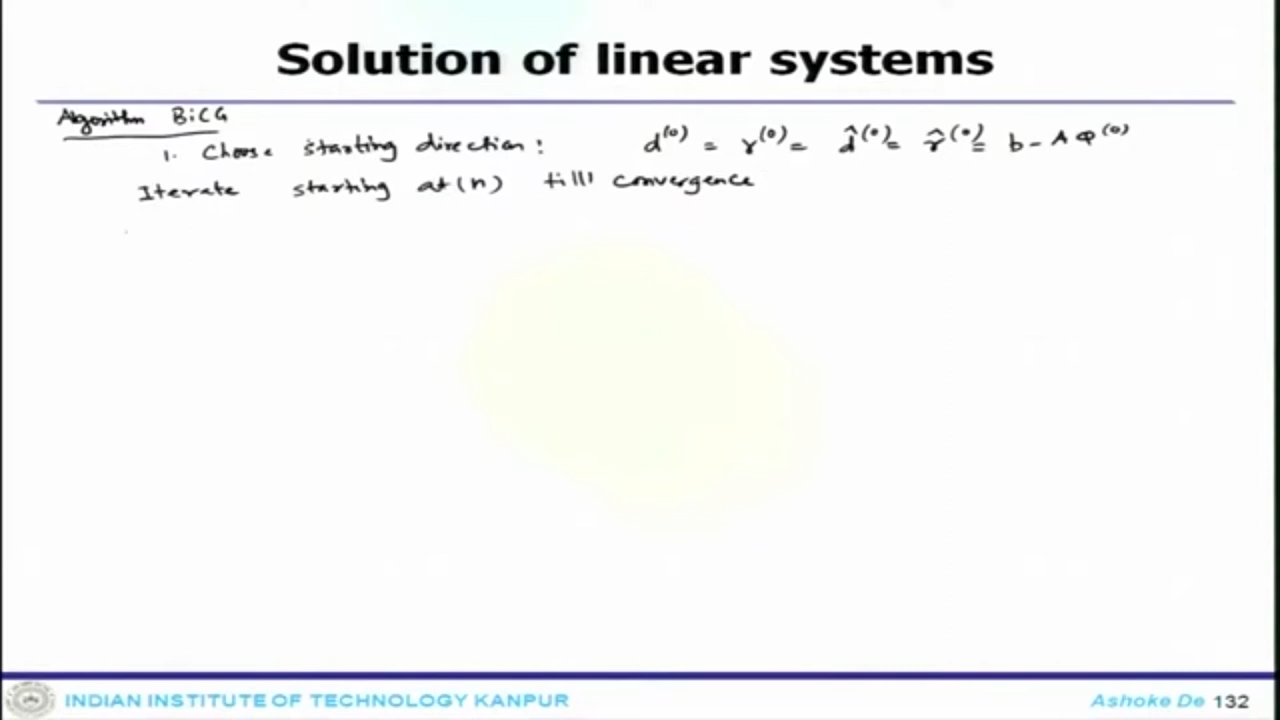 Solution of linear systems
Algorithm BiCG
1. Choose starting direction: d^(0) = r^(0) = d̂^(0) = r̂^(0) = b - AΦ^(0)
Iterate starting at (n) till convergence
INDIAN INSTITUTE OF TECHNOLOGY KANPUR
Ashoke De 132